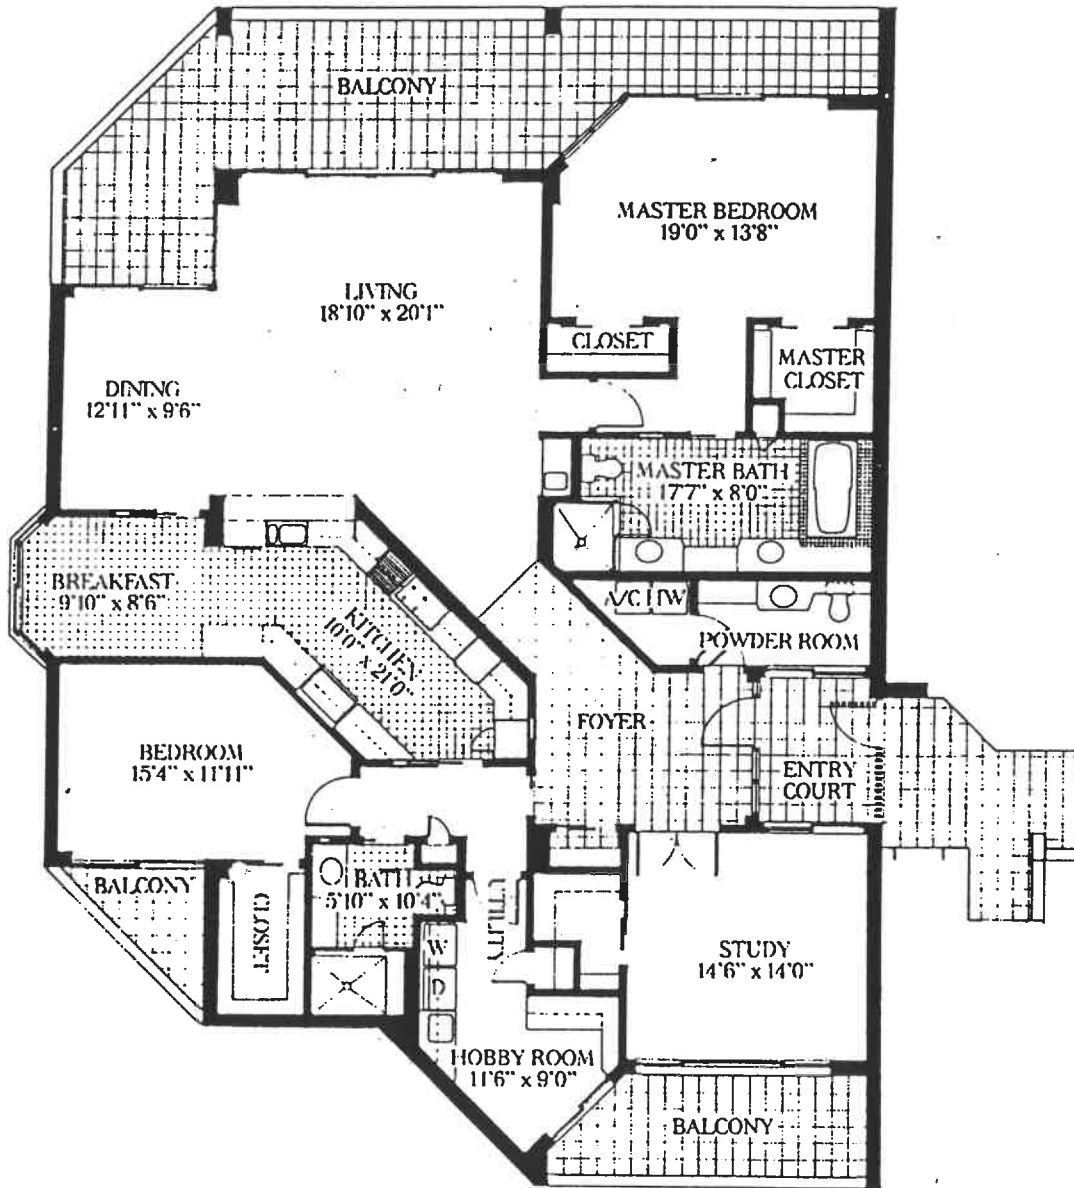 BALCONY
MASTER BEDROOM
19'0" x 13'8"
LIVING
18'10" x 20'1"
CLOSET
MASTER
CLOSET
DINING
12'11" x 9'6"
MASTER BATH
17'7" x 8'0"
BREAKFAST
9'10" x 8'6"
KITCHEN
10'0" x 21'0"
A/C
HW
POWDER ROOM
FOYER
BEDROOM
15'4" x 11'11"
ENTRY
COURT
BALCONY
CLOSET
BATH
5'10" x 10'4"
UTILITY
W
D
STUDY
14'6" x 14'0"
HOBBY ROOM
11'6" x 9'0"
BALCONY